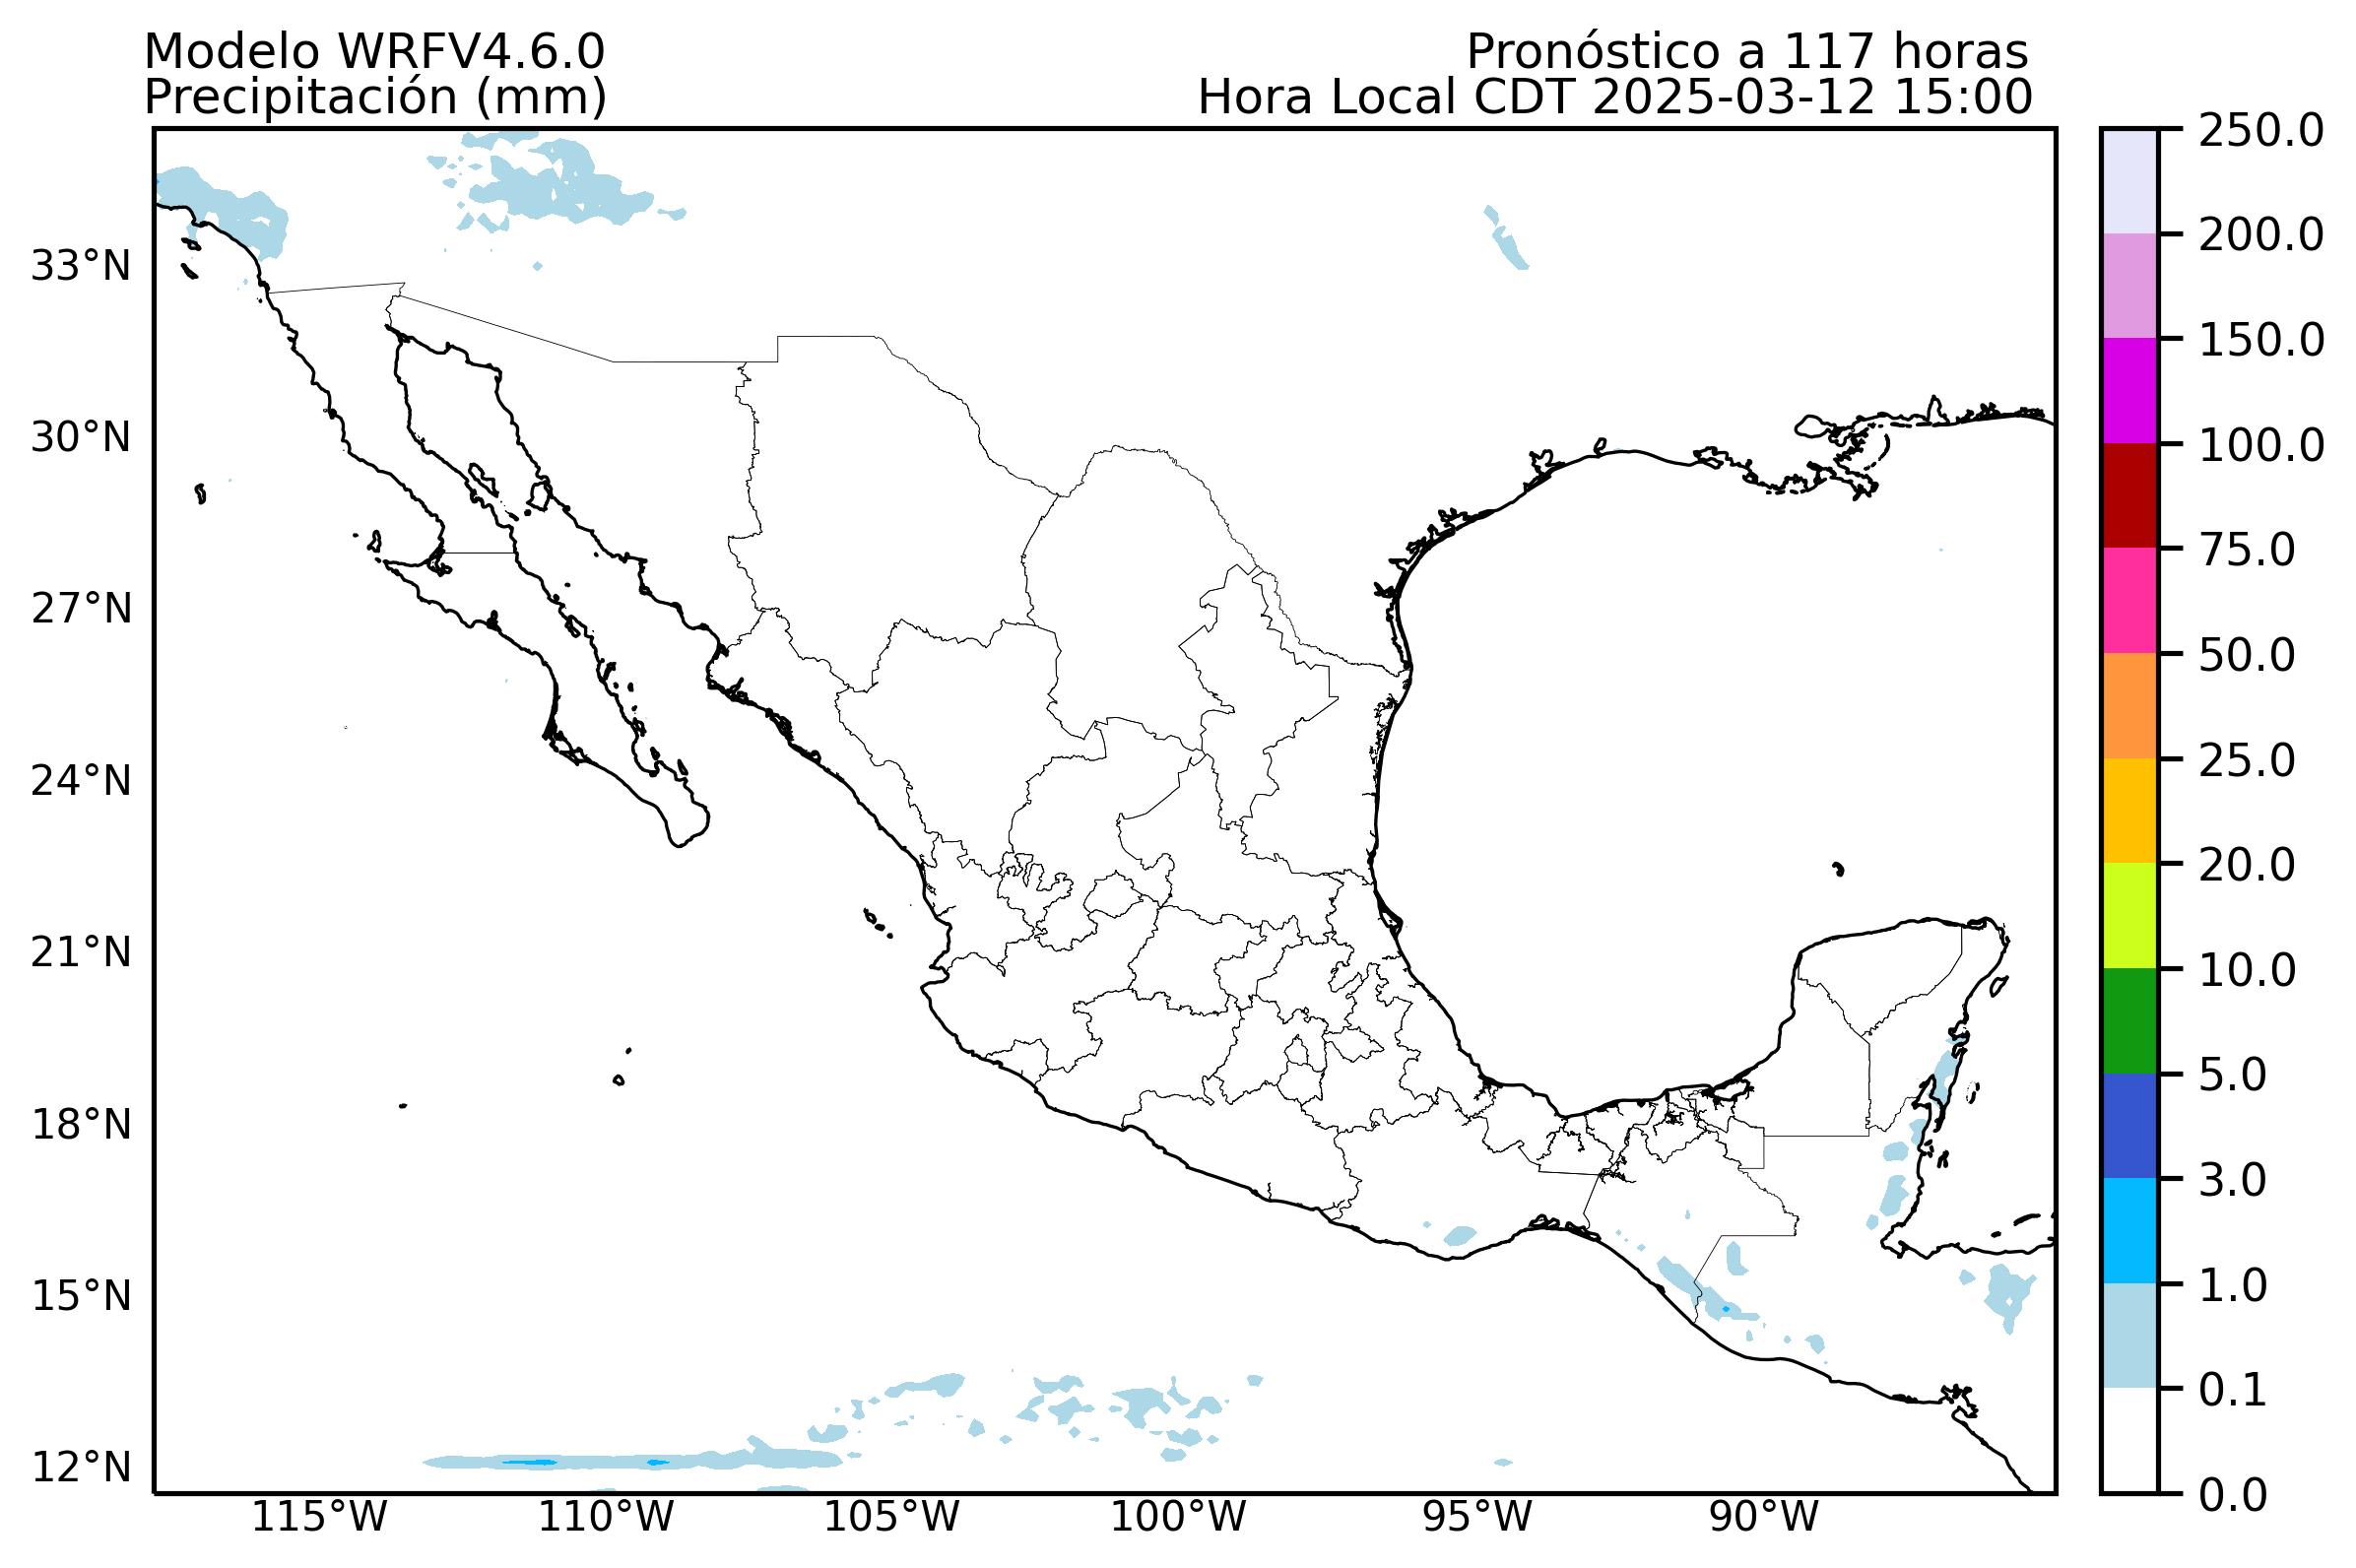 Modelo WRFV4.6.0
Pronóstico a 117 horas
Precipitación (mm)
Hora Local CDT 2025-03-12 15:00
33°N
30°N
27°N
24°N
21°N
18°N
15°N
12°N
115°W
110°W
105°W
100°W
95°W
90°W
250.0
200.0
150.0
100.0
75.0
50.0
25.0
20.0
10.0
5.0
3.0
1.0
0.1
0.0